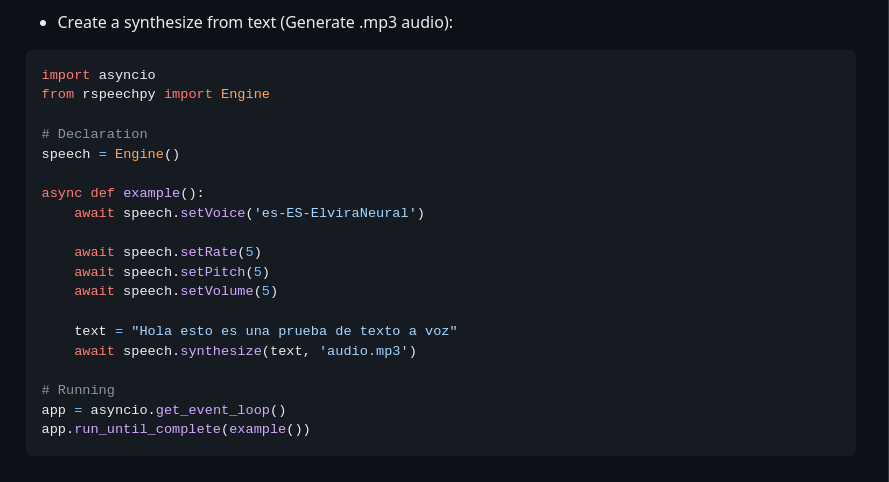 • Create a synthesize from text (Generate .mp3 audio):
import asyncio
from rspeechpy import Engine

# Declaration
speech = Engine()

async def example():
    await speech.setVoice('es-ES-ElviraNeural')

    await speech.setRate(5)
    await speech.setPitch(5)
    await speech.setVolume(5)

    text = "Hola esto es una prueba de texto a voz"
    await speech.synthesize(text, 'audio.mp3')

# Running
app = asyncio.get_event_loop()
app.run_until_complete(example())